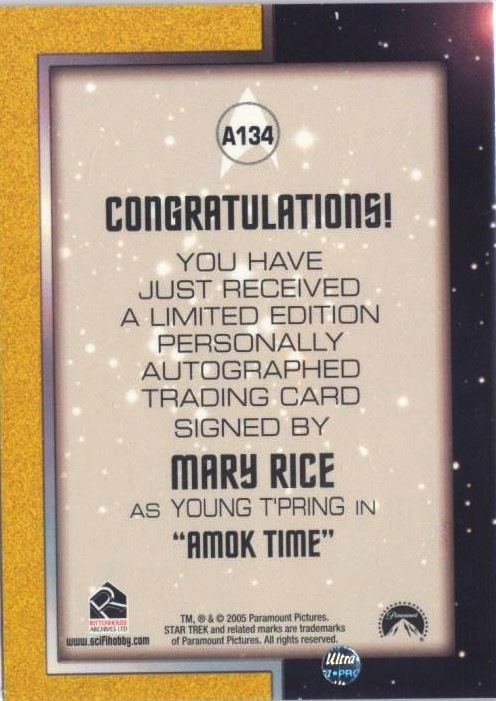 A134
CONGRATULATIONS!
YOU HAVE
JUST RECEIVED
A LIMITED EDITION
PERSONALLY
AUTOGRAPHED
TRADING CARD
SIGNED BY
MARY RICE
AS YOUNG T'PRING IN
"AMOK TIME"
RITTENHOUSE
ARCHIVES LTD
www.scifihobby.com
TM, ® & © 2005 Paramount Pictures.
STAR TREK and related marks are trademarks
of Paramount Pictures. All rights reserved.
Paramount
Ultra
PRO